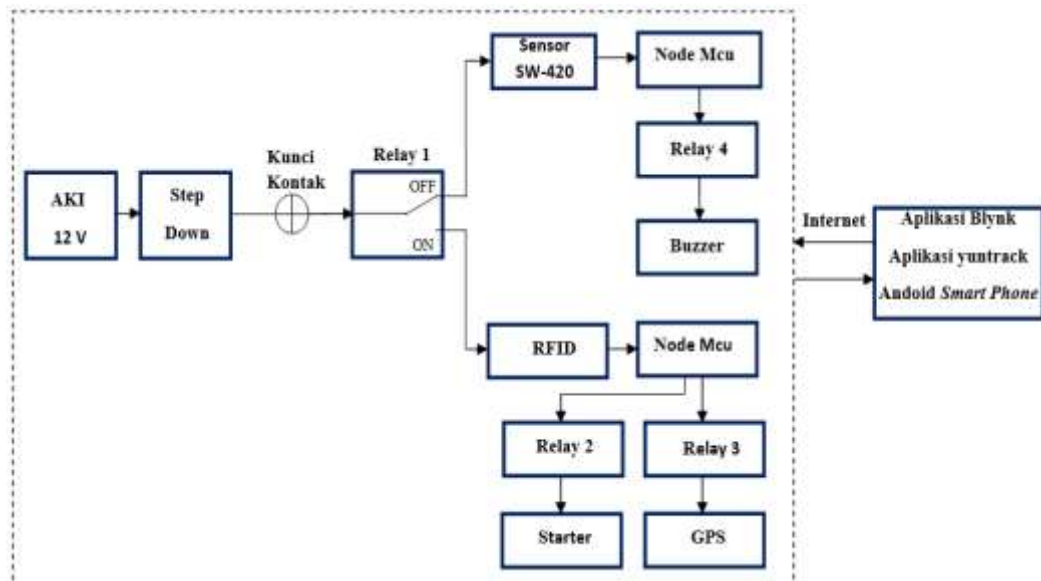 Sensor
SW-420
Node Mcu
Relay 4
Buzzer
Kunci
Kontak
Relay 1
OFF
ON
AKI
12 V
Step
Down
RFID
Node Mcu
Relay 2
Relay 3
Starter
GPS
Internet
Aplikasi Blynk
Aplikasi yuntrack
Andoid Smart Phone